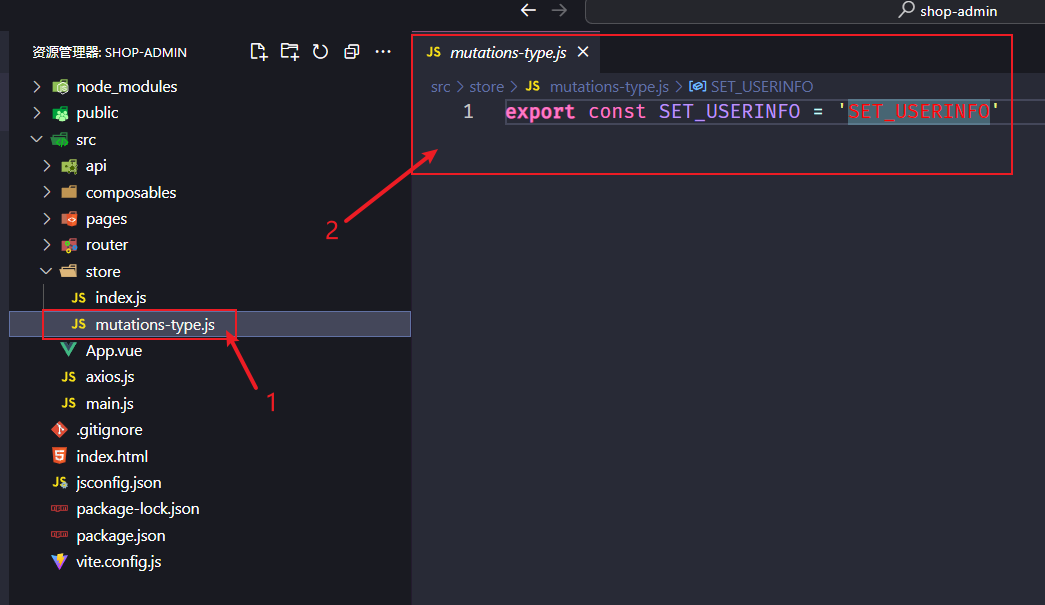 shop-admin
资源管理器: SHOP-ADMIN
node_modules
public
src
api
composables
pages
router
store
JS index.js
JS mutations-type.js
App.vue
JS axios.js
JS main.js
.gitignore
index.html
JS jsconfig.json
package-lock.json
package.json
vite.config.js
1
JS mutations-type.js
src > store > JS mutations-type.js > SET_USERINFO
1 export const SET_USERINFO = 'SET_USERINFO'
2